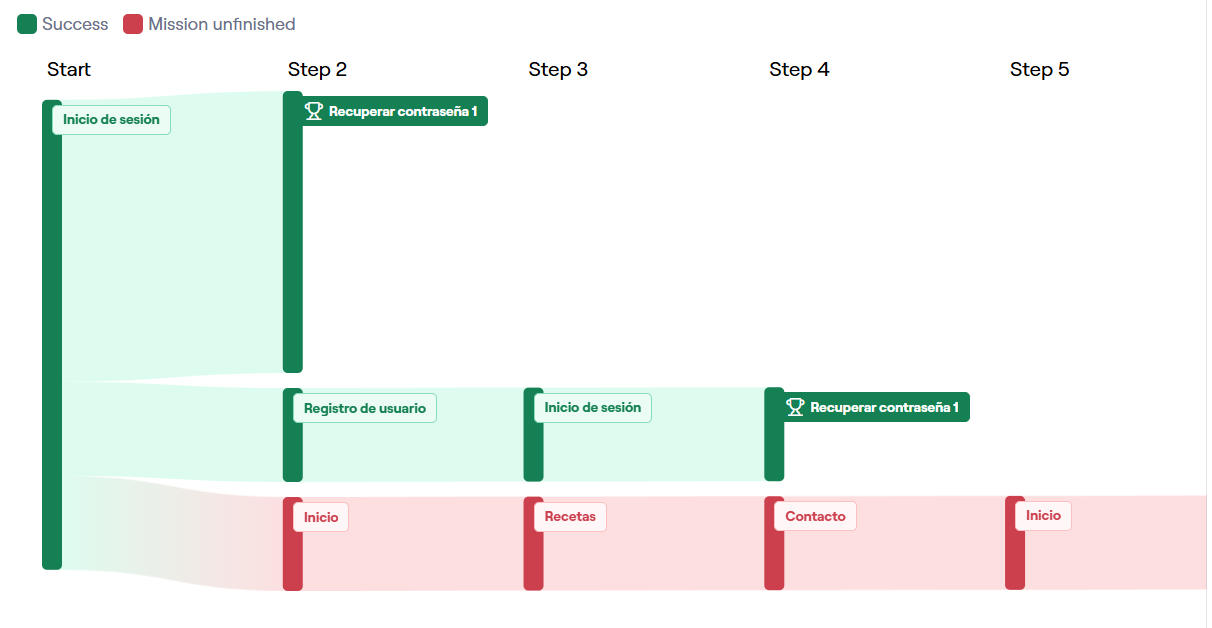 Success Mission unfinished
Start Step 2 Step 3 Step 4 Step 5
Inicio de sesión
Recuperar contraseña 1
Registro de usuario
Inicio de sesión
Recuperar contraseña 1
Inicio
Recetas
Contacto
Inicio